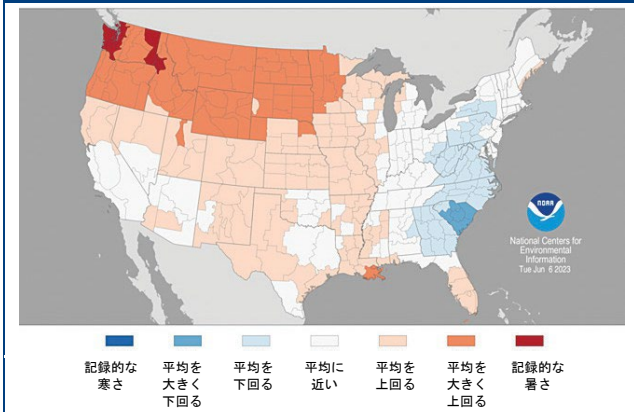 NOAA
National Centers for
Environmental
Information
Tue Jun 6 2023
記録的な
寒さ
平均を
大きく
下回る
平均を
下回る
平均に
近い
平均を
上回る
平均を
大きく
上回る
記録的な
暑さ